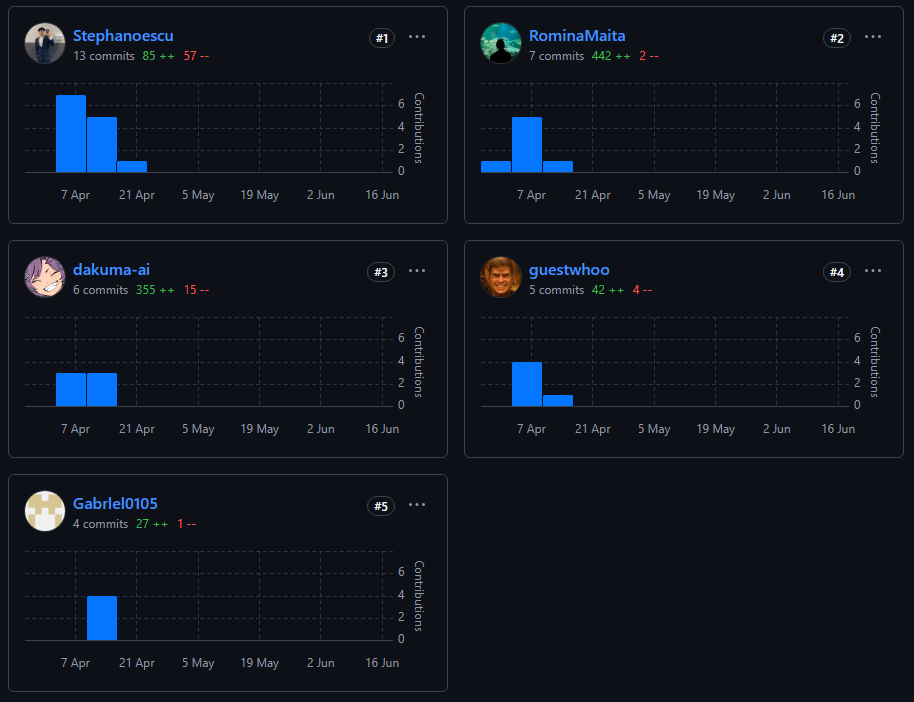 Stephanoescu
#1
...
13 commits 85 ++ 57 --
6
4
2
0
Contributions
7 Apr 21 Apr 5 May 19 May 2 Jun 16 Jun
RominaMaita
#2
...
7 commits 442 ++ 2 --
6
4
2
0
Contributions
7 Apr 21 Apr 5 May 19 May 2 Jun 16 Jun
dakuma-ai
#3
...
6 commits 355 ++ 15 --
6
4
2
0
Contributions
7 Apr 21 Apr 5 May 19 May 2 Jun 16 Jun
guestwhoo
#4
...
5 commits 42 ++ 4 --
6
4
2
0
Contributions
7 Apr 21 Apr 5 May 19 May 2 Jun 16 Jun
Gabrlel0105
#5
...
4 commits 27 ++ 1 --
6
4
2
0
Contributions
7 Apr 21 Apr 5 May 19 May 2 Jun 16 Jun